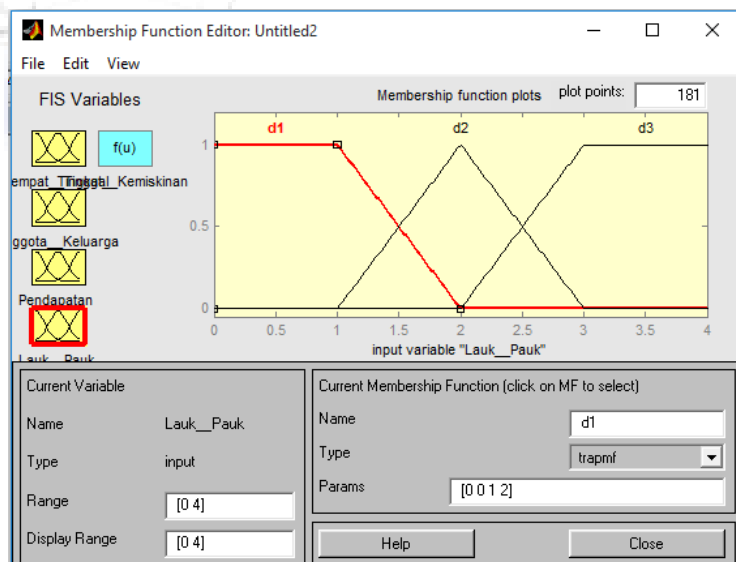 Membership Function Editor: Untitled2
File Edit View
FIS Variables
Membership function plots
plot points:
181
f(u)
d1
d2
d3
1
0.5
0
0 0.5 1 1.5 2 2.5 3 3.5 4
input variable "Lauk__Pauk"
ggota__Keluarga
Pendapatan
Lauk__Pauk
Current Variable
Name Lauk__Pauk
Type input
Range [0 4]
Display Range [0 4]
Current Membership Function (click on MF to select)
Name d1
Type trapmf
Params [0 0 1 2]
Help Close